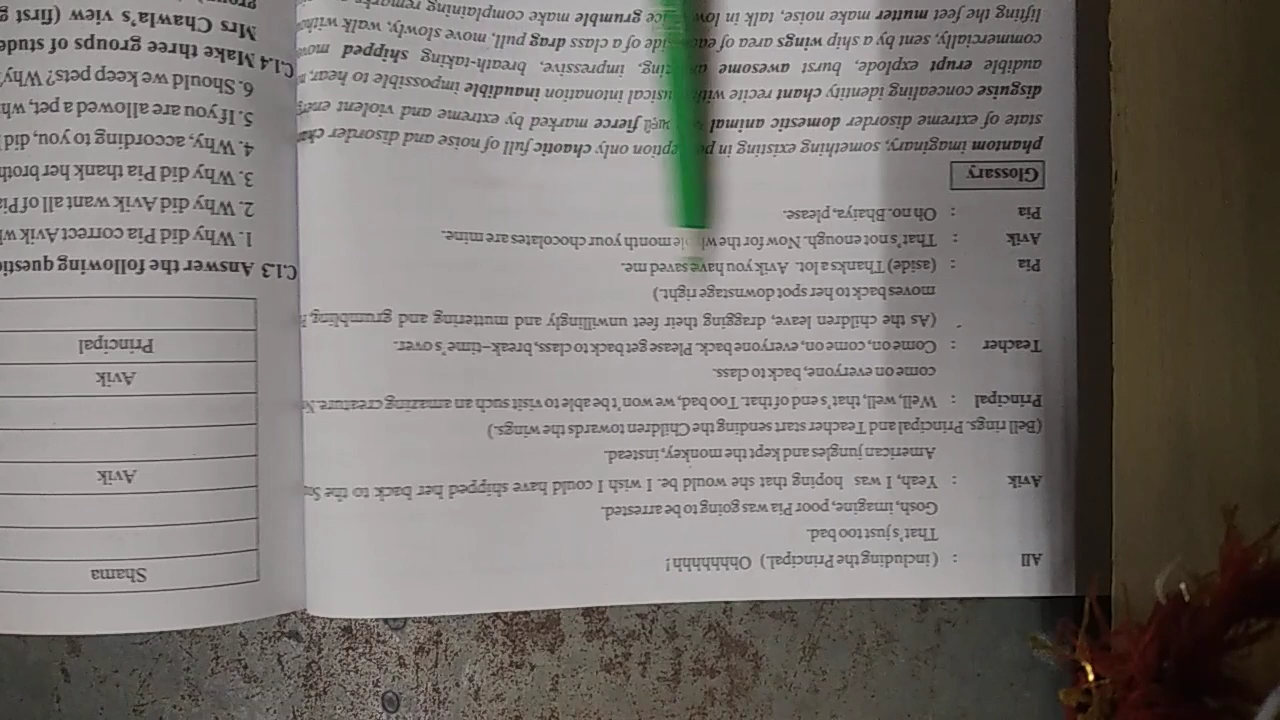 All : (including the Principal.) Ohhhhhhh!
That's just too bad.
Gosh, imagine, poor Pia was going to be arrested.
Avik : Yeah, I was hoping that she would be. I wish I could have shipped her back to the
American jungles and kept the monkey, instead.
(Bell rings. Principal and Teacher start sending the Children towards the wings.)
Principal : Well, well, that's end of that. Too bad, we won't be able to visit such an amazing creature.
come on everyone, back to class.
Teacher : Come on, come on, everyone back. Please get back to class, break–time's over.
(As the children leave, dragging their feet unwillingly and muttering and grumbling,
moves back to her spot downstage right.)
Pia : (aside) Thanks a lot. Avik you have saved me.
Avik : That's not enough. Now for the whole month your chocolates are mine.
Pia : Oh no. Bhaiya, please.
Glossary
phantom imaginary, something existing in only chaotic full of noise and disorder
state of extreme disorder domestic animal fierce marked by extreme and violent
disguise concealing identity chant recite with musical intonation inaudible impossible to hear,
audible erupt explode, burst awesome amazing, impressive, breath-taking shipped
commercially, sent by a ship wings area of side of a class drag pull, move slowly, walk
lifting the feet mutter make noise, talk in low voice grumble make complaining remarks
Shama
Avik
Avik
Principal
C.1.3 Answer the following
1. Why did Pia correct Avik
2. Why did Avik want all of
3. Why did Pia thank her
4. Why, according to you, did
5. If you are allowed a pet,
6. Should we keep pets? Why
C.1.4 Make three groups of
Mrs Chawla's view (first